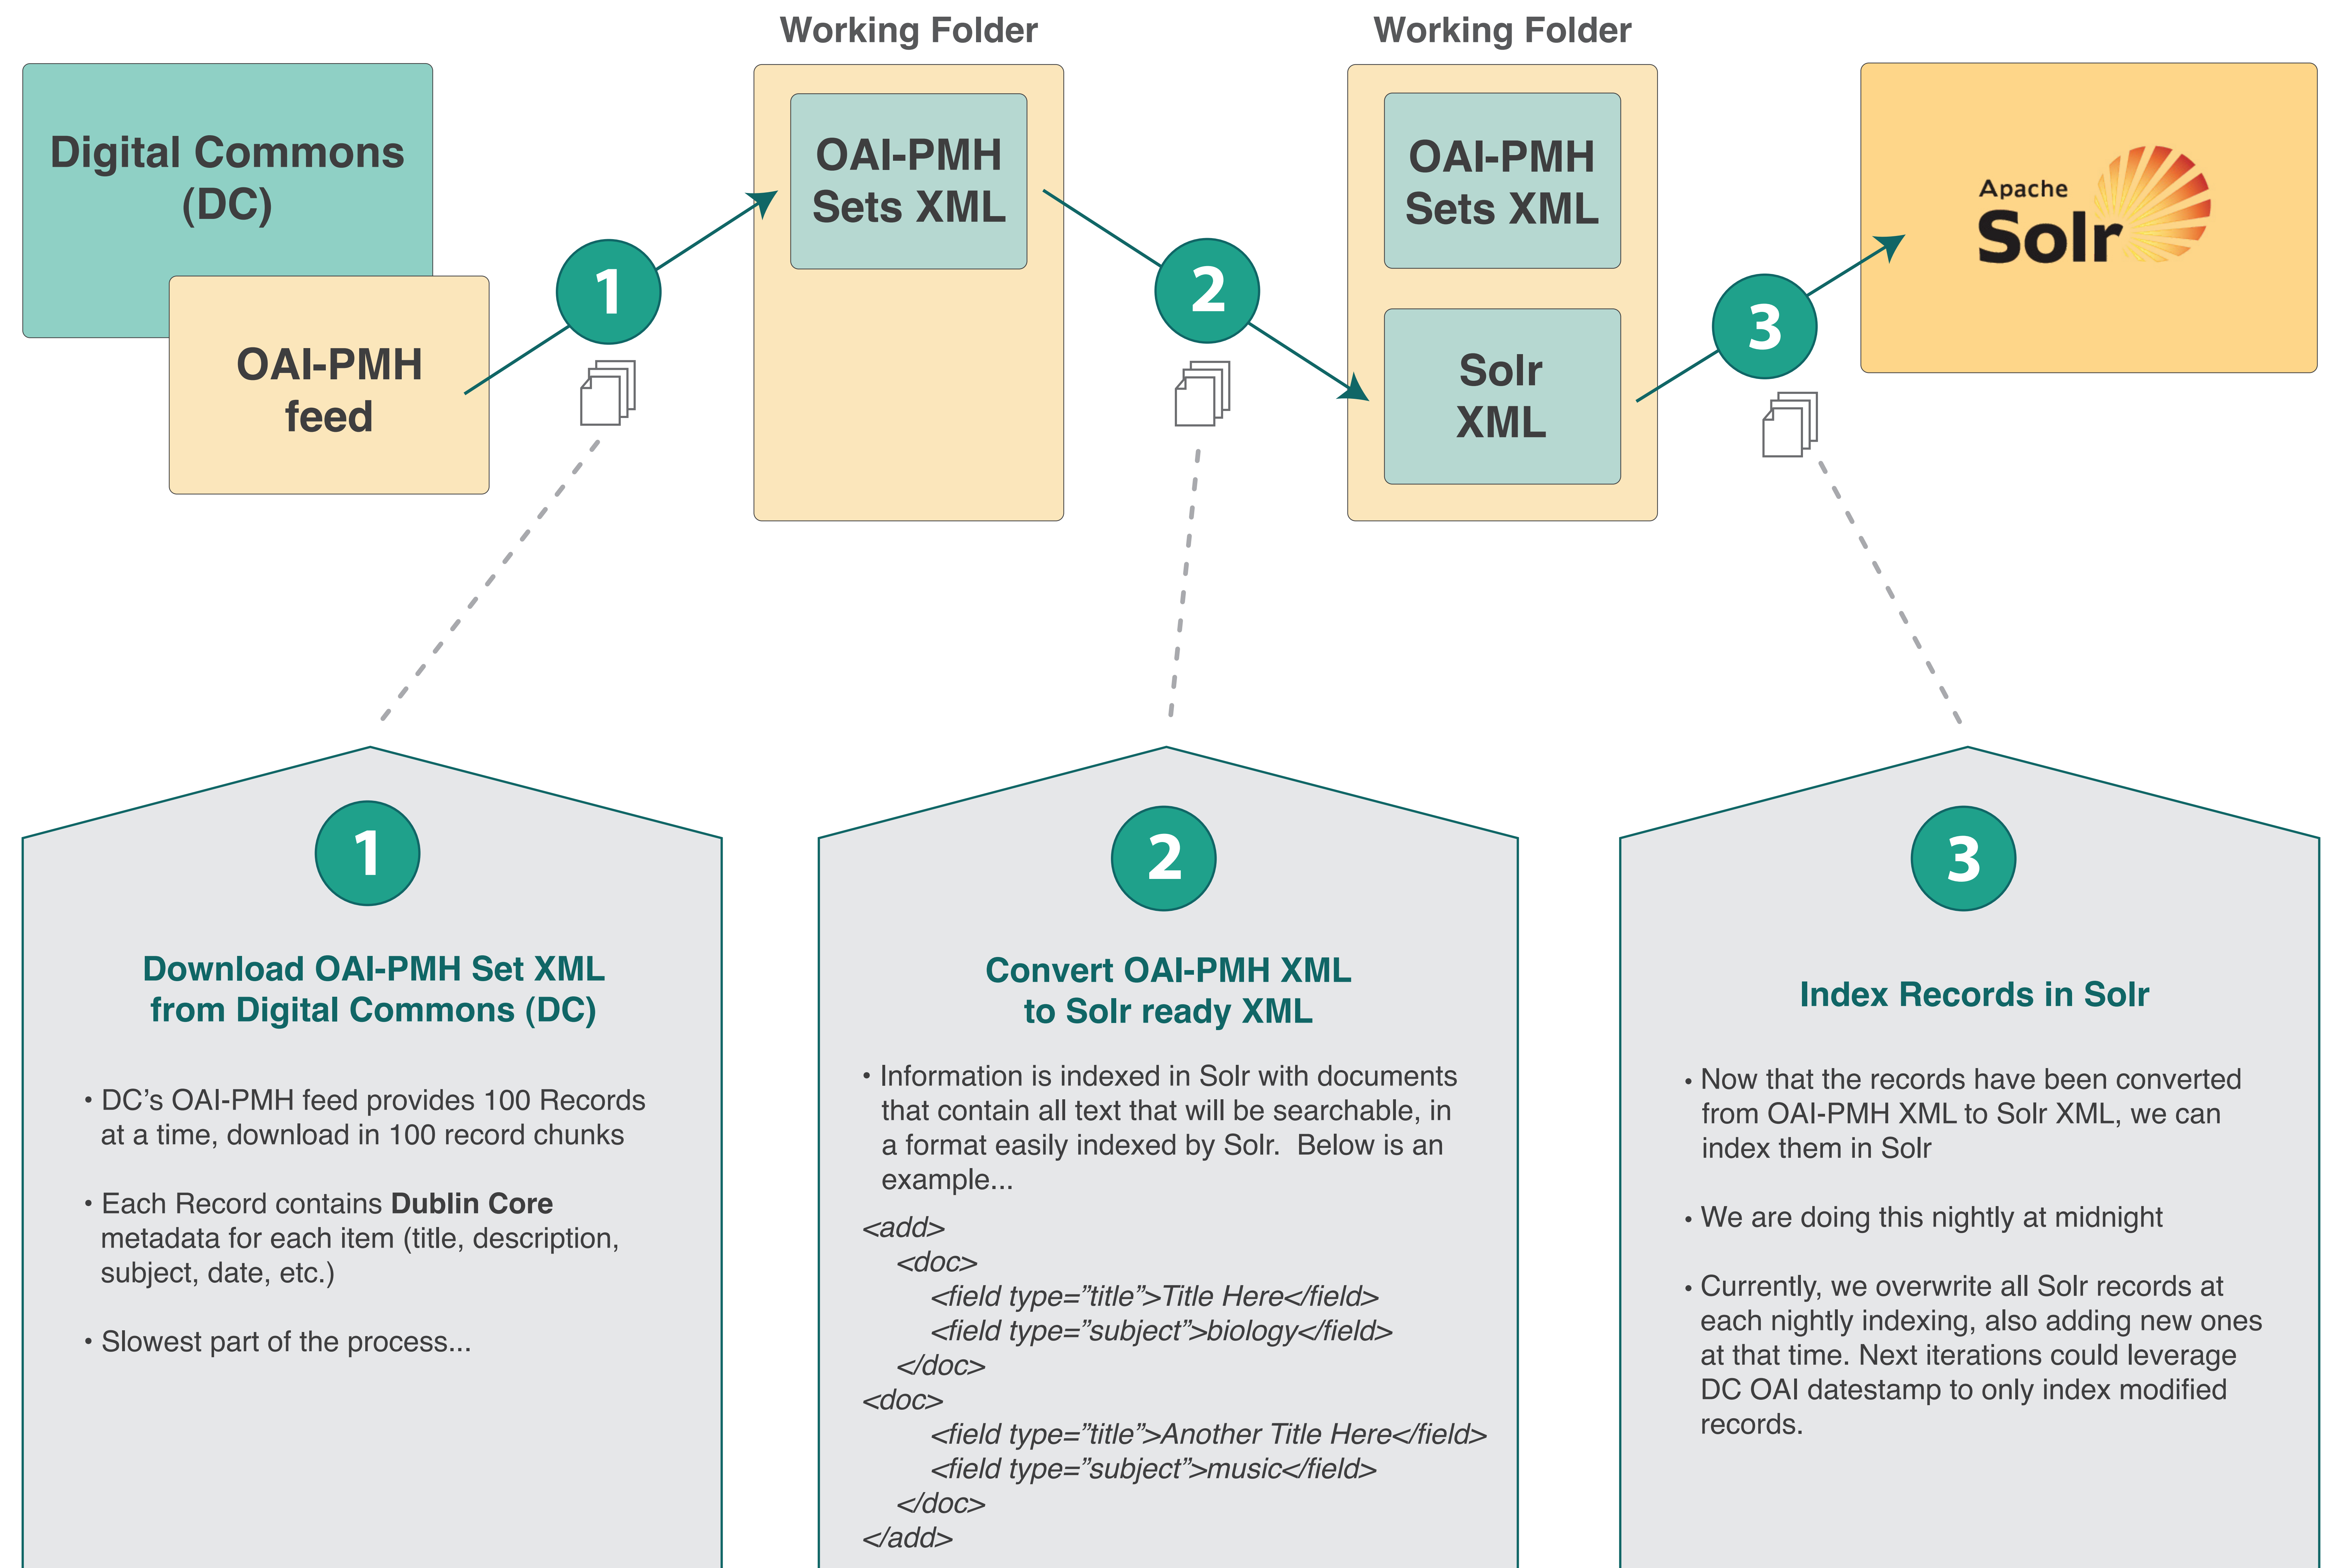 Working Folder
Working Folder
Digital Commons
(DC)
OAI-PMH
feed
1
OAI-PMH
Sets XML
2
OAI-PMH
Sets XML
Solr
XML
3
Apache
Solr
1
Download OAI-PMH Set XML
from Digital Commons (DC)
• DC's OAI-PMH feed provides 100 Records
at a time, download in 100 record chunks
• Each Record contains Dublin Core
metadata for each item (title, description,
subject, date, etc.)
• Slowest part of the process...
2
Convert OAI-PMH XML
to Solr ready XML
• Information is indexed in Solr with documents
that contain all text that will be searchable, in
a format easily indexed by Solr.  Below is an
example...
<add>
<doc>
<field type=”title”>Title Here</field>
<field type=”subject”>biology</field>
</doc>
<doc>
<field type=”title”>Another Title Here</field>
<field type=”subject”>music</field>
</doc>
</add>
3
Index Records in Solr
• Now that the records have been converted
from OAI-PMH XML to Solr XML, we can
index them in Solr
• We are doing this nightly at midnight
• Currently, we overwrite all Solr records at
each nightly indexing, also adding new ones
at that time. Next iterations could leverage
DC OAI datestamp to only index modified
records.